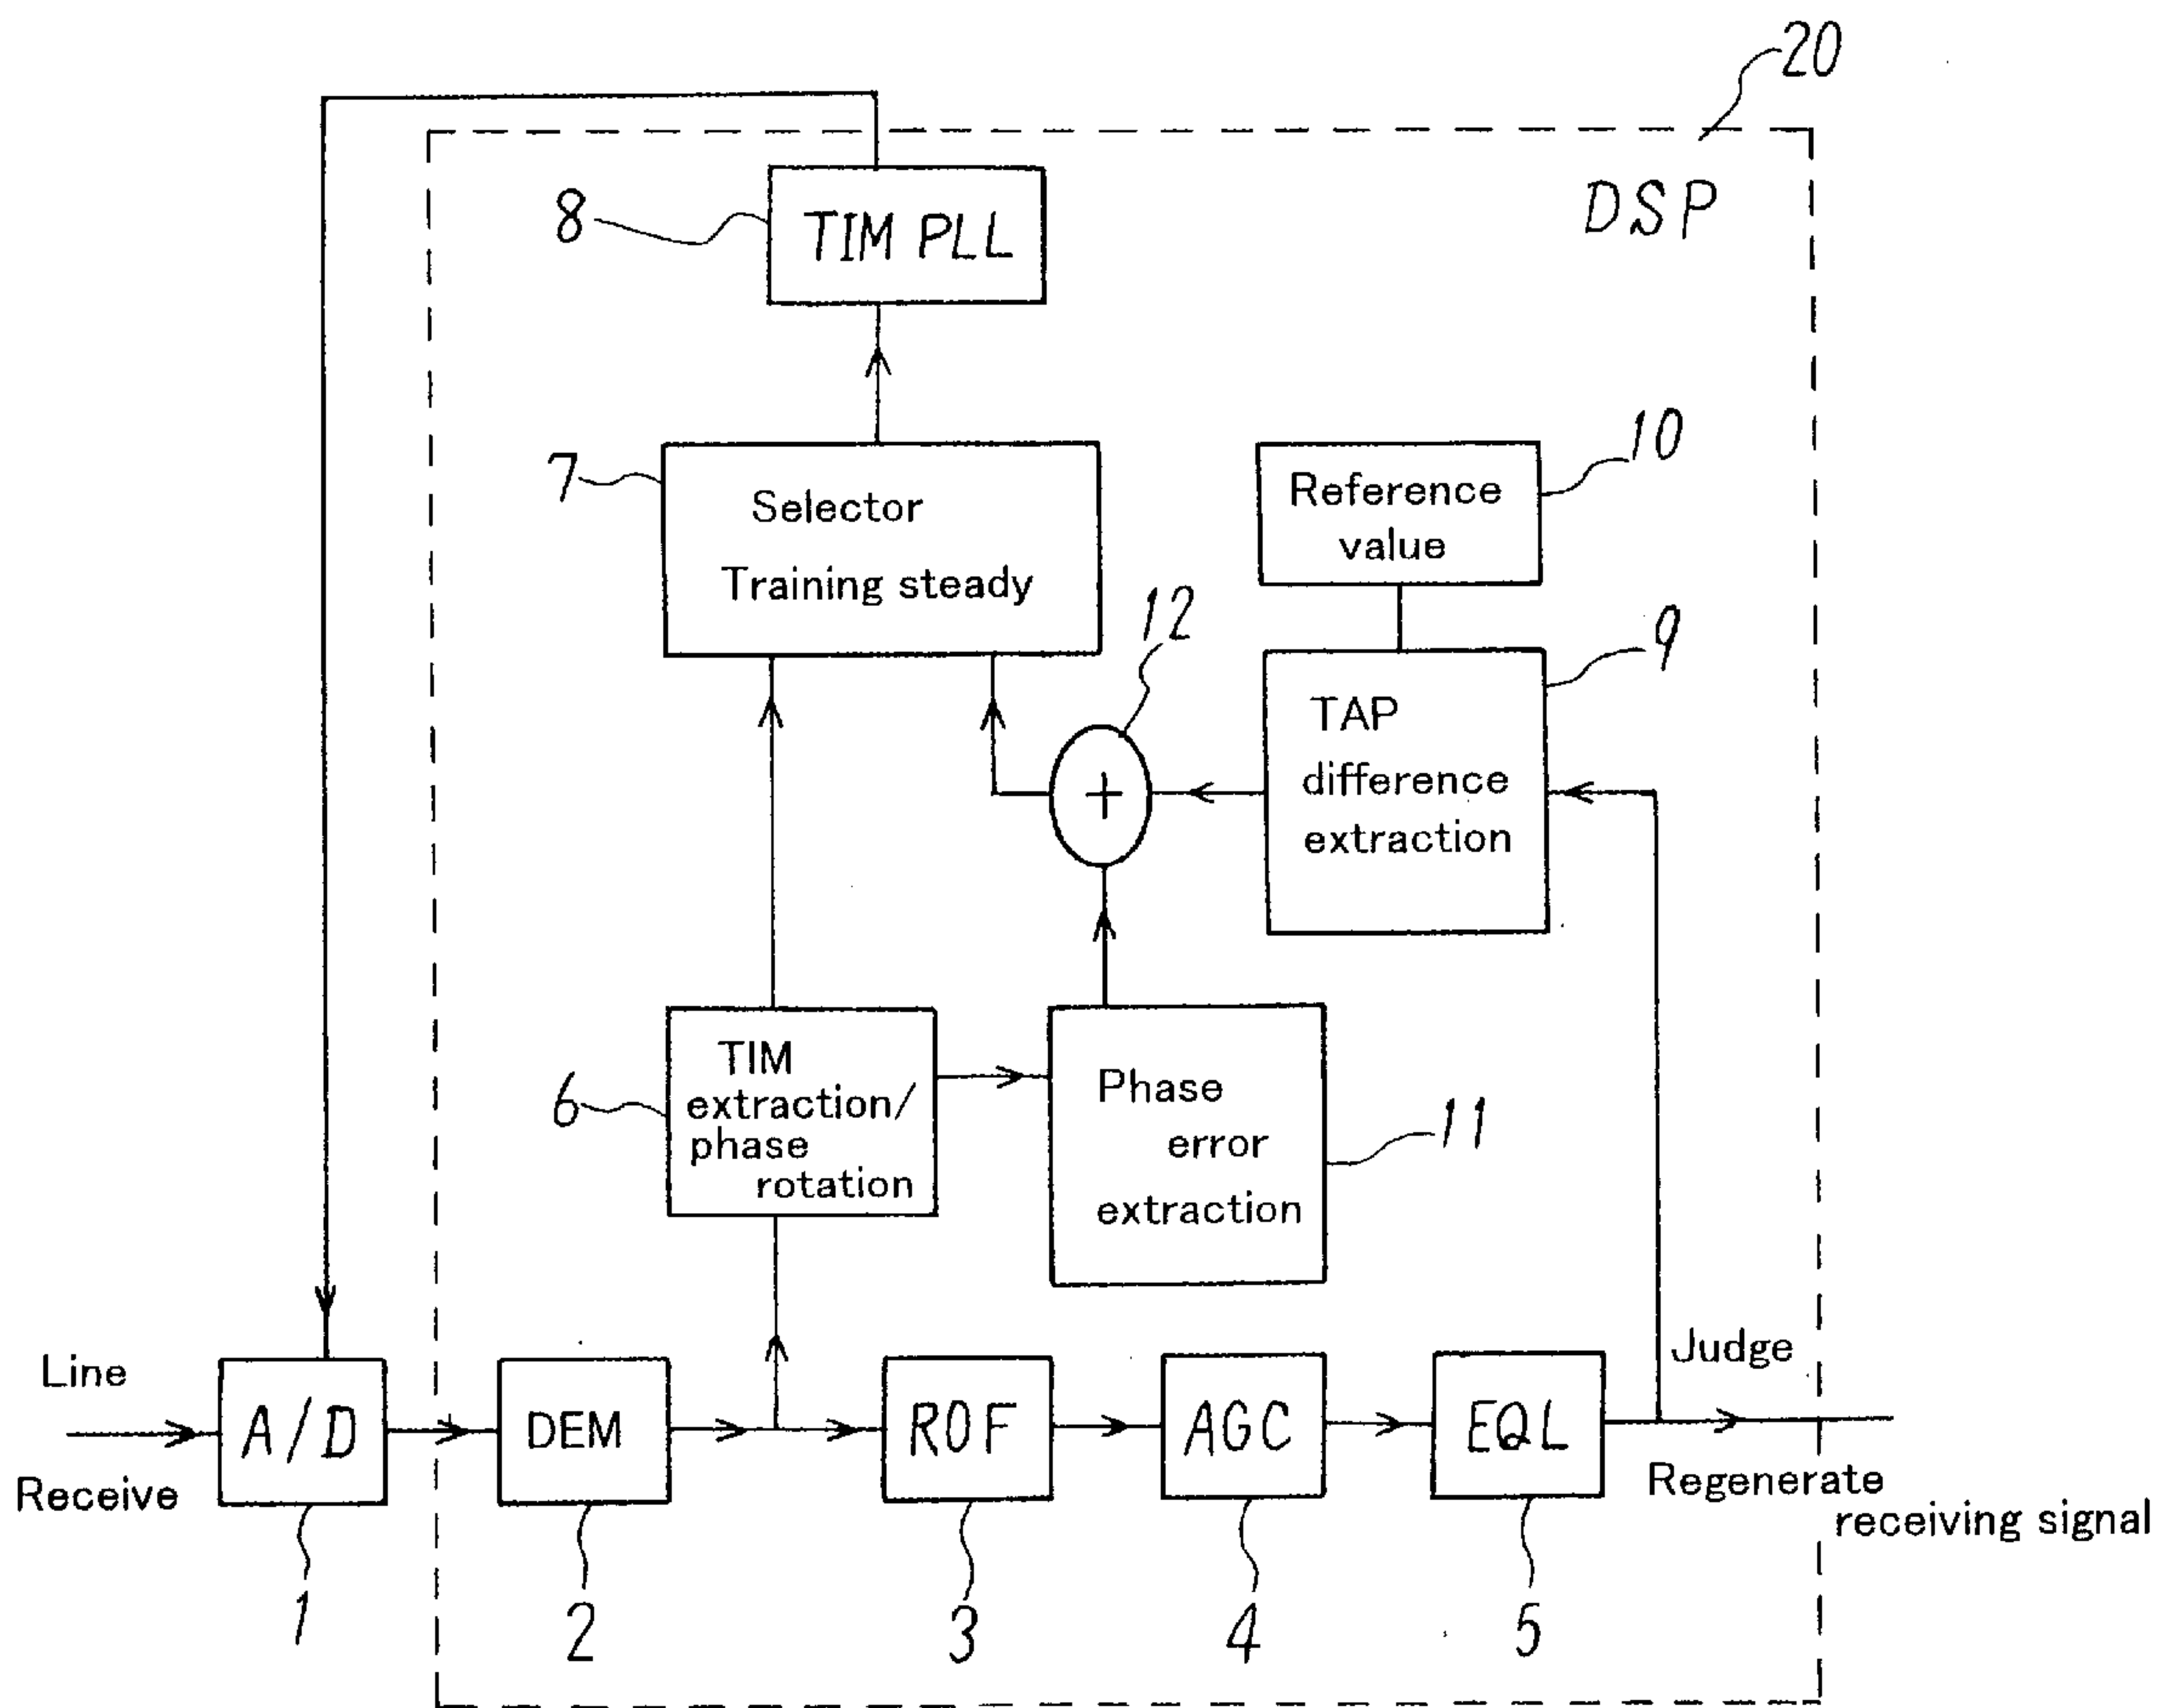 20
DSP
8
TIM PLL
7
Selector
Training steady
10
Reference
value
12
9
TAP
difference
extraction
+
6
TIM
extraction/
phase
rotation
11
Phase
error
extraction
Line
Receive
A/D
DEM
ROF
AGC
EQL
Judge
Regenerate
receiving signal
1
2
3
4
5